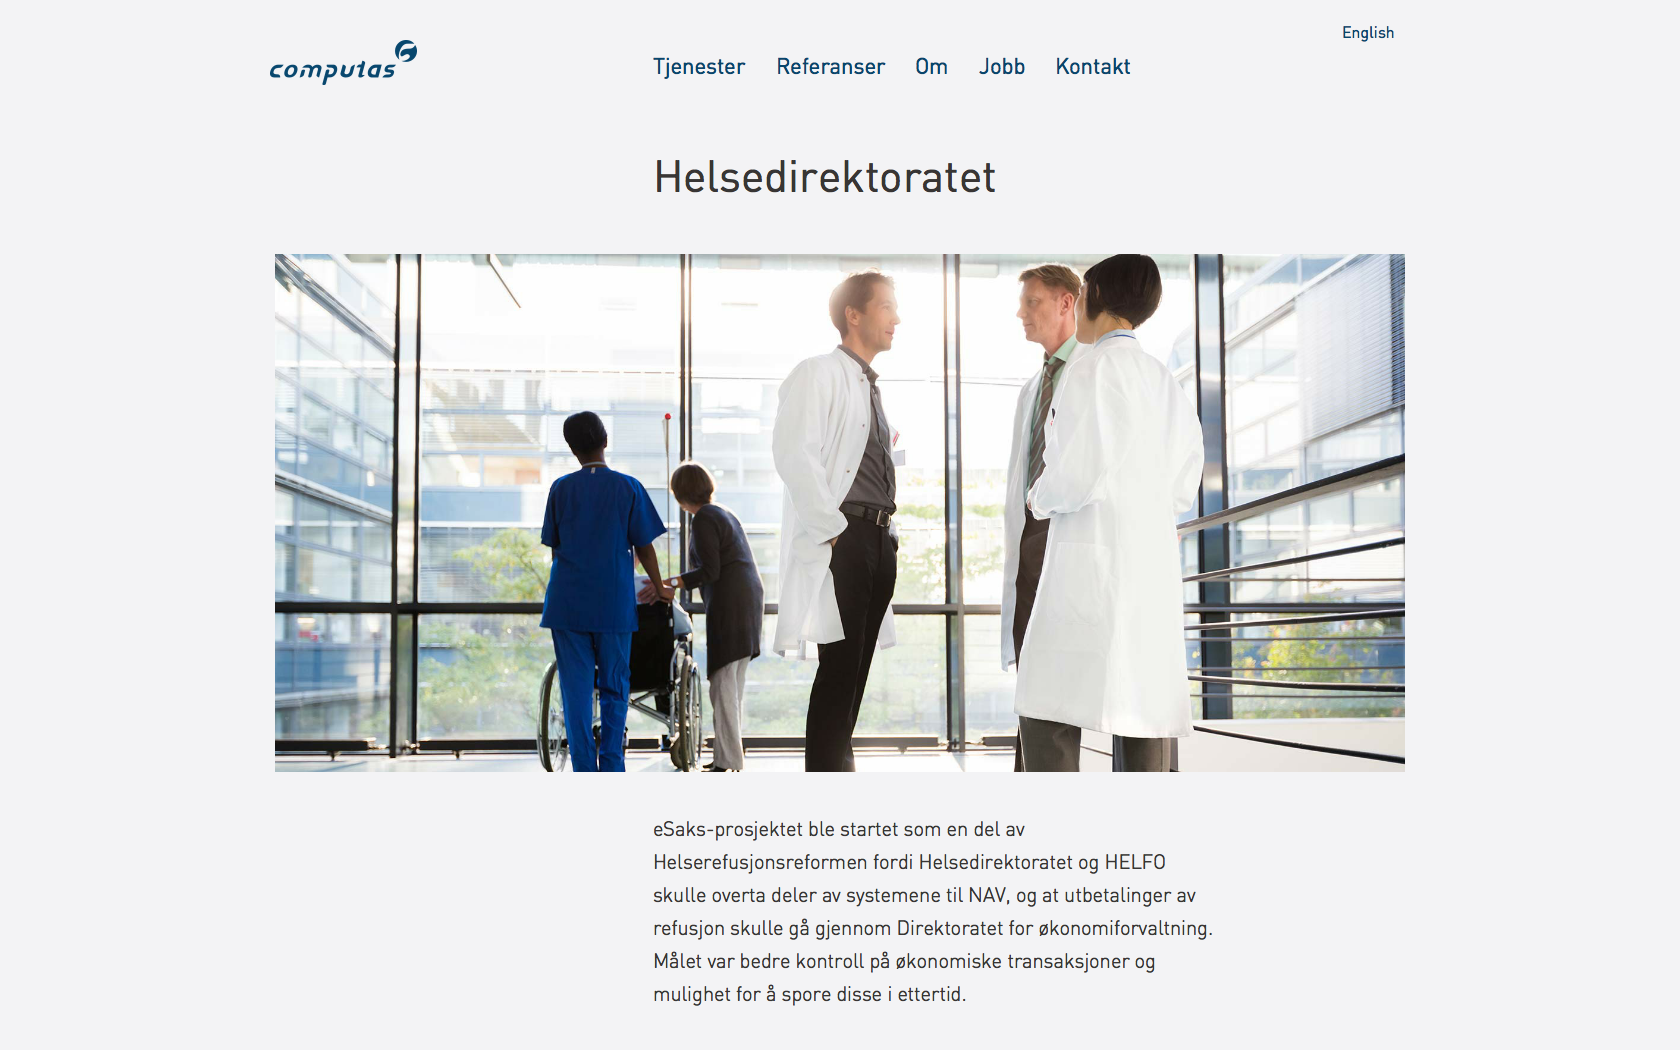 English
computas
Tjenester Referanser Om Jobb Kontakt
Helsedirektoratet
eSaks-prosjektet ble startet som en del av
Helserefusjonsreformen fordi Helsedirektoratet og HELFO
skulle overta deler av systemene til NAV, og at utbetalinger av
refusjon skulle gå gjennom Direktoratet for økonomiforvaltning.
Målet var bedre kontroll på økonomiske transaksjoner og
mulighet for å spore disse i ettertid.